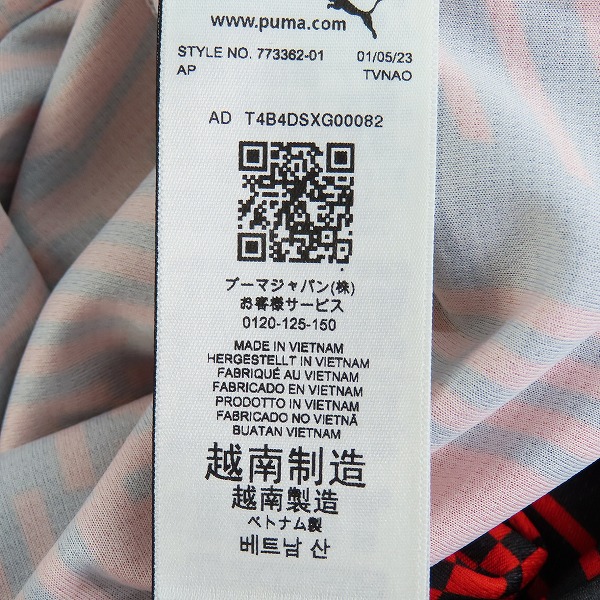 www.puma.com
STYLE NO. 773362-01 01/05/23
AP TVNAO
AD T4B4DSXG00082
プーマジャパン(株)
お客様サービス
0120-125-150
MADE IN VIETNAM
HERGESTELLT IN VIETNAM
FABRIQUÉ AU VIETNAM
FABRICADO EN VIETNAM
PRODOTTO IN VIETNAM
FABRICADO NO VIETNÃ
BUATAN VIETNAM
越南制造
越南製造
ベトナム製
베트남 산